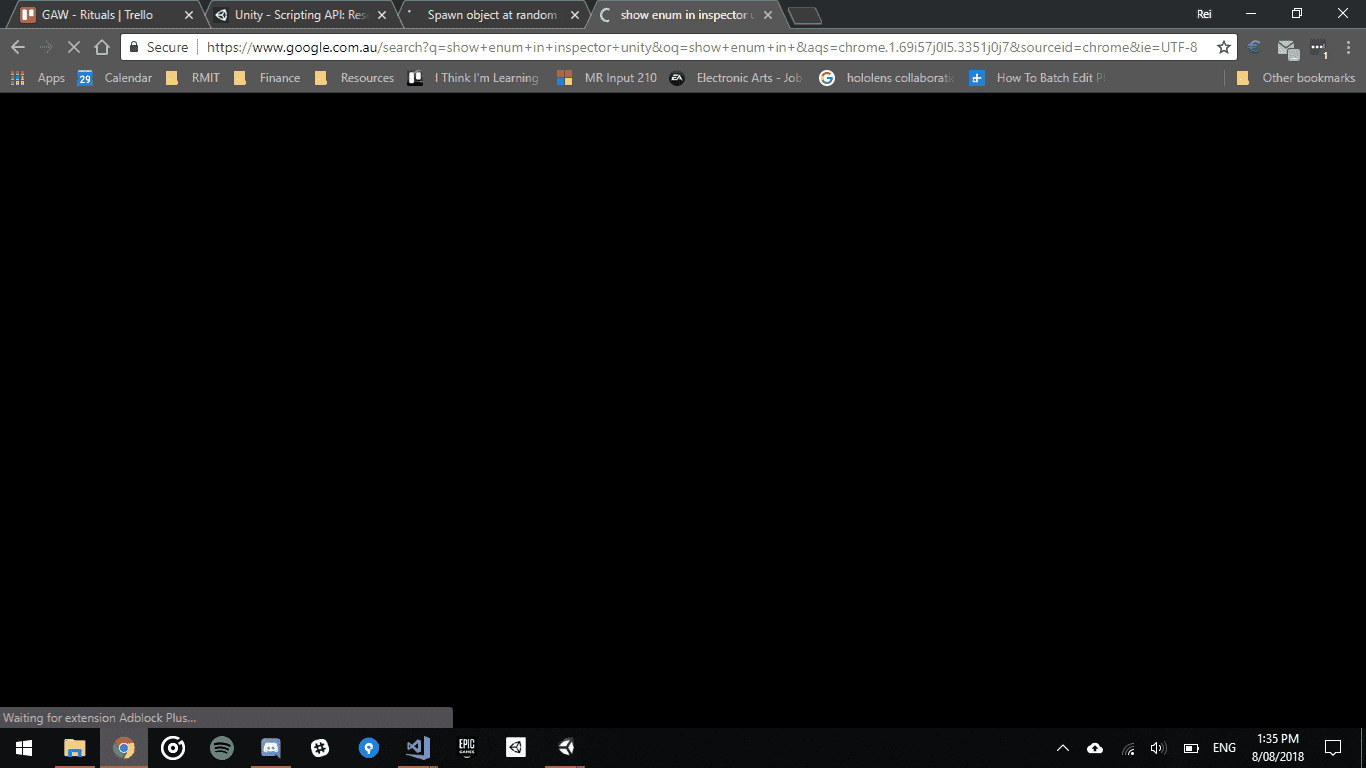 GAW - Rituals | Trello Unity - Scripting API: Res Spawn object at random show enum in inspector u Rei
Secure https://www.google.com.au/search?q=show+enum+in+inspector+unity&oq=show+enum+in+&aqs=chrome.1.69i57j0l5.3351j0j7&sourceid=chrome&ie=UTF-8 1
Apps 29 Calendar RMIT Finance Resources I Think I'm Learning MR Input 210 EA Electronic Arts - Job hololens collaboratic How To Batch Edit P Other bookmarks
Waiting for extension Adblock Plus...
EPIC GAMES ENG 1:35 PM
8/08/2018